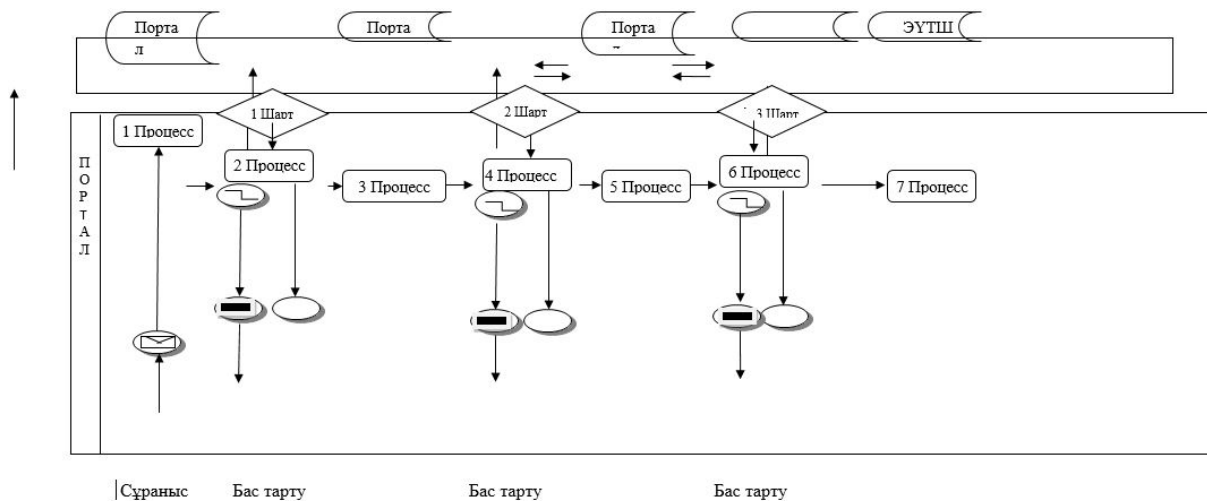 Порта
л
Порта
Порта
ЭҮТШ
1 Шарт
2 Шарт
3 Шарт
1 Процесс
2 Процесс
3 Процесс
4 Процесс
5 Процесс
6 Процесс
7 Процесс
П
О
Р
Т
А
Л
Сұраныс
Бас тарту
Бас тарту
Бас тарту